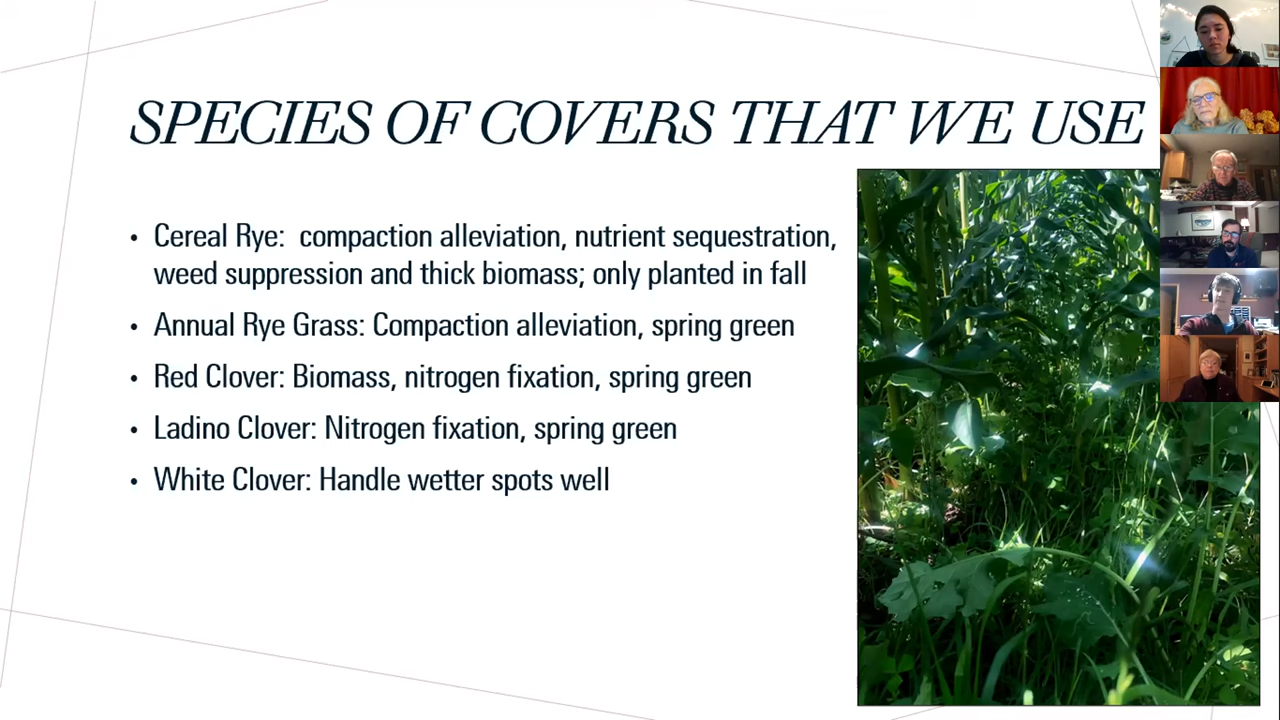 SPECIES OF COVERS THAT WE USE
• Cereal Rye:  compaction alleviation, nutrient sequestration,
weed suppression and thick biomass; only planted in fall
• Annual Rye Grass: Compaction alleviation, spring green
• Red Clover: Biomass, nitrogen fixation, spring green
• Ladino Clover: Nitrogen fixation, spring green
• White Clover: Handle wetter spots well